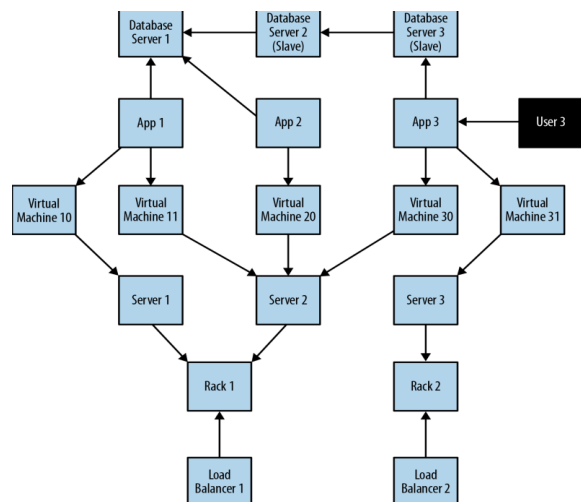 Database
Server 1
Database
Server 2
(Slave)
Database
Server 3
(Slave)
App 1
App 2
App 3
User 3
Virtual
Machine 10
Virtual
Machine 11
Virtual
Machine 20
Virtual
Machine 30
Virtual
Machine 31
Server 1
Server 2
Server 3
Rack 1
Rack 2
Load
Balancer 1
Load
Balancer 2